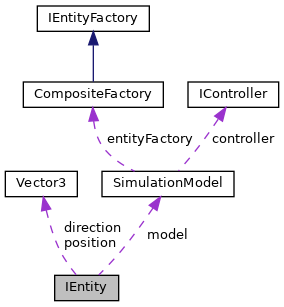 IEntityFactory
CompositeFactory
IController
entityFactory
controller
Vector3
SimulationModel
direction
position
model
IEntity